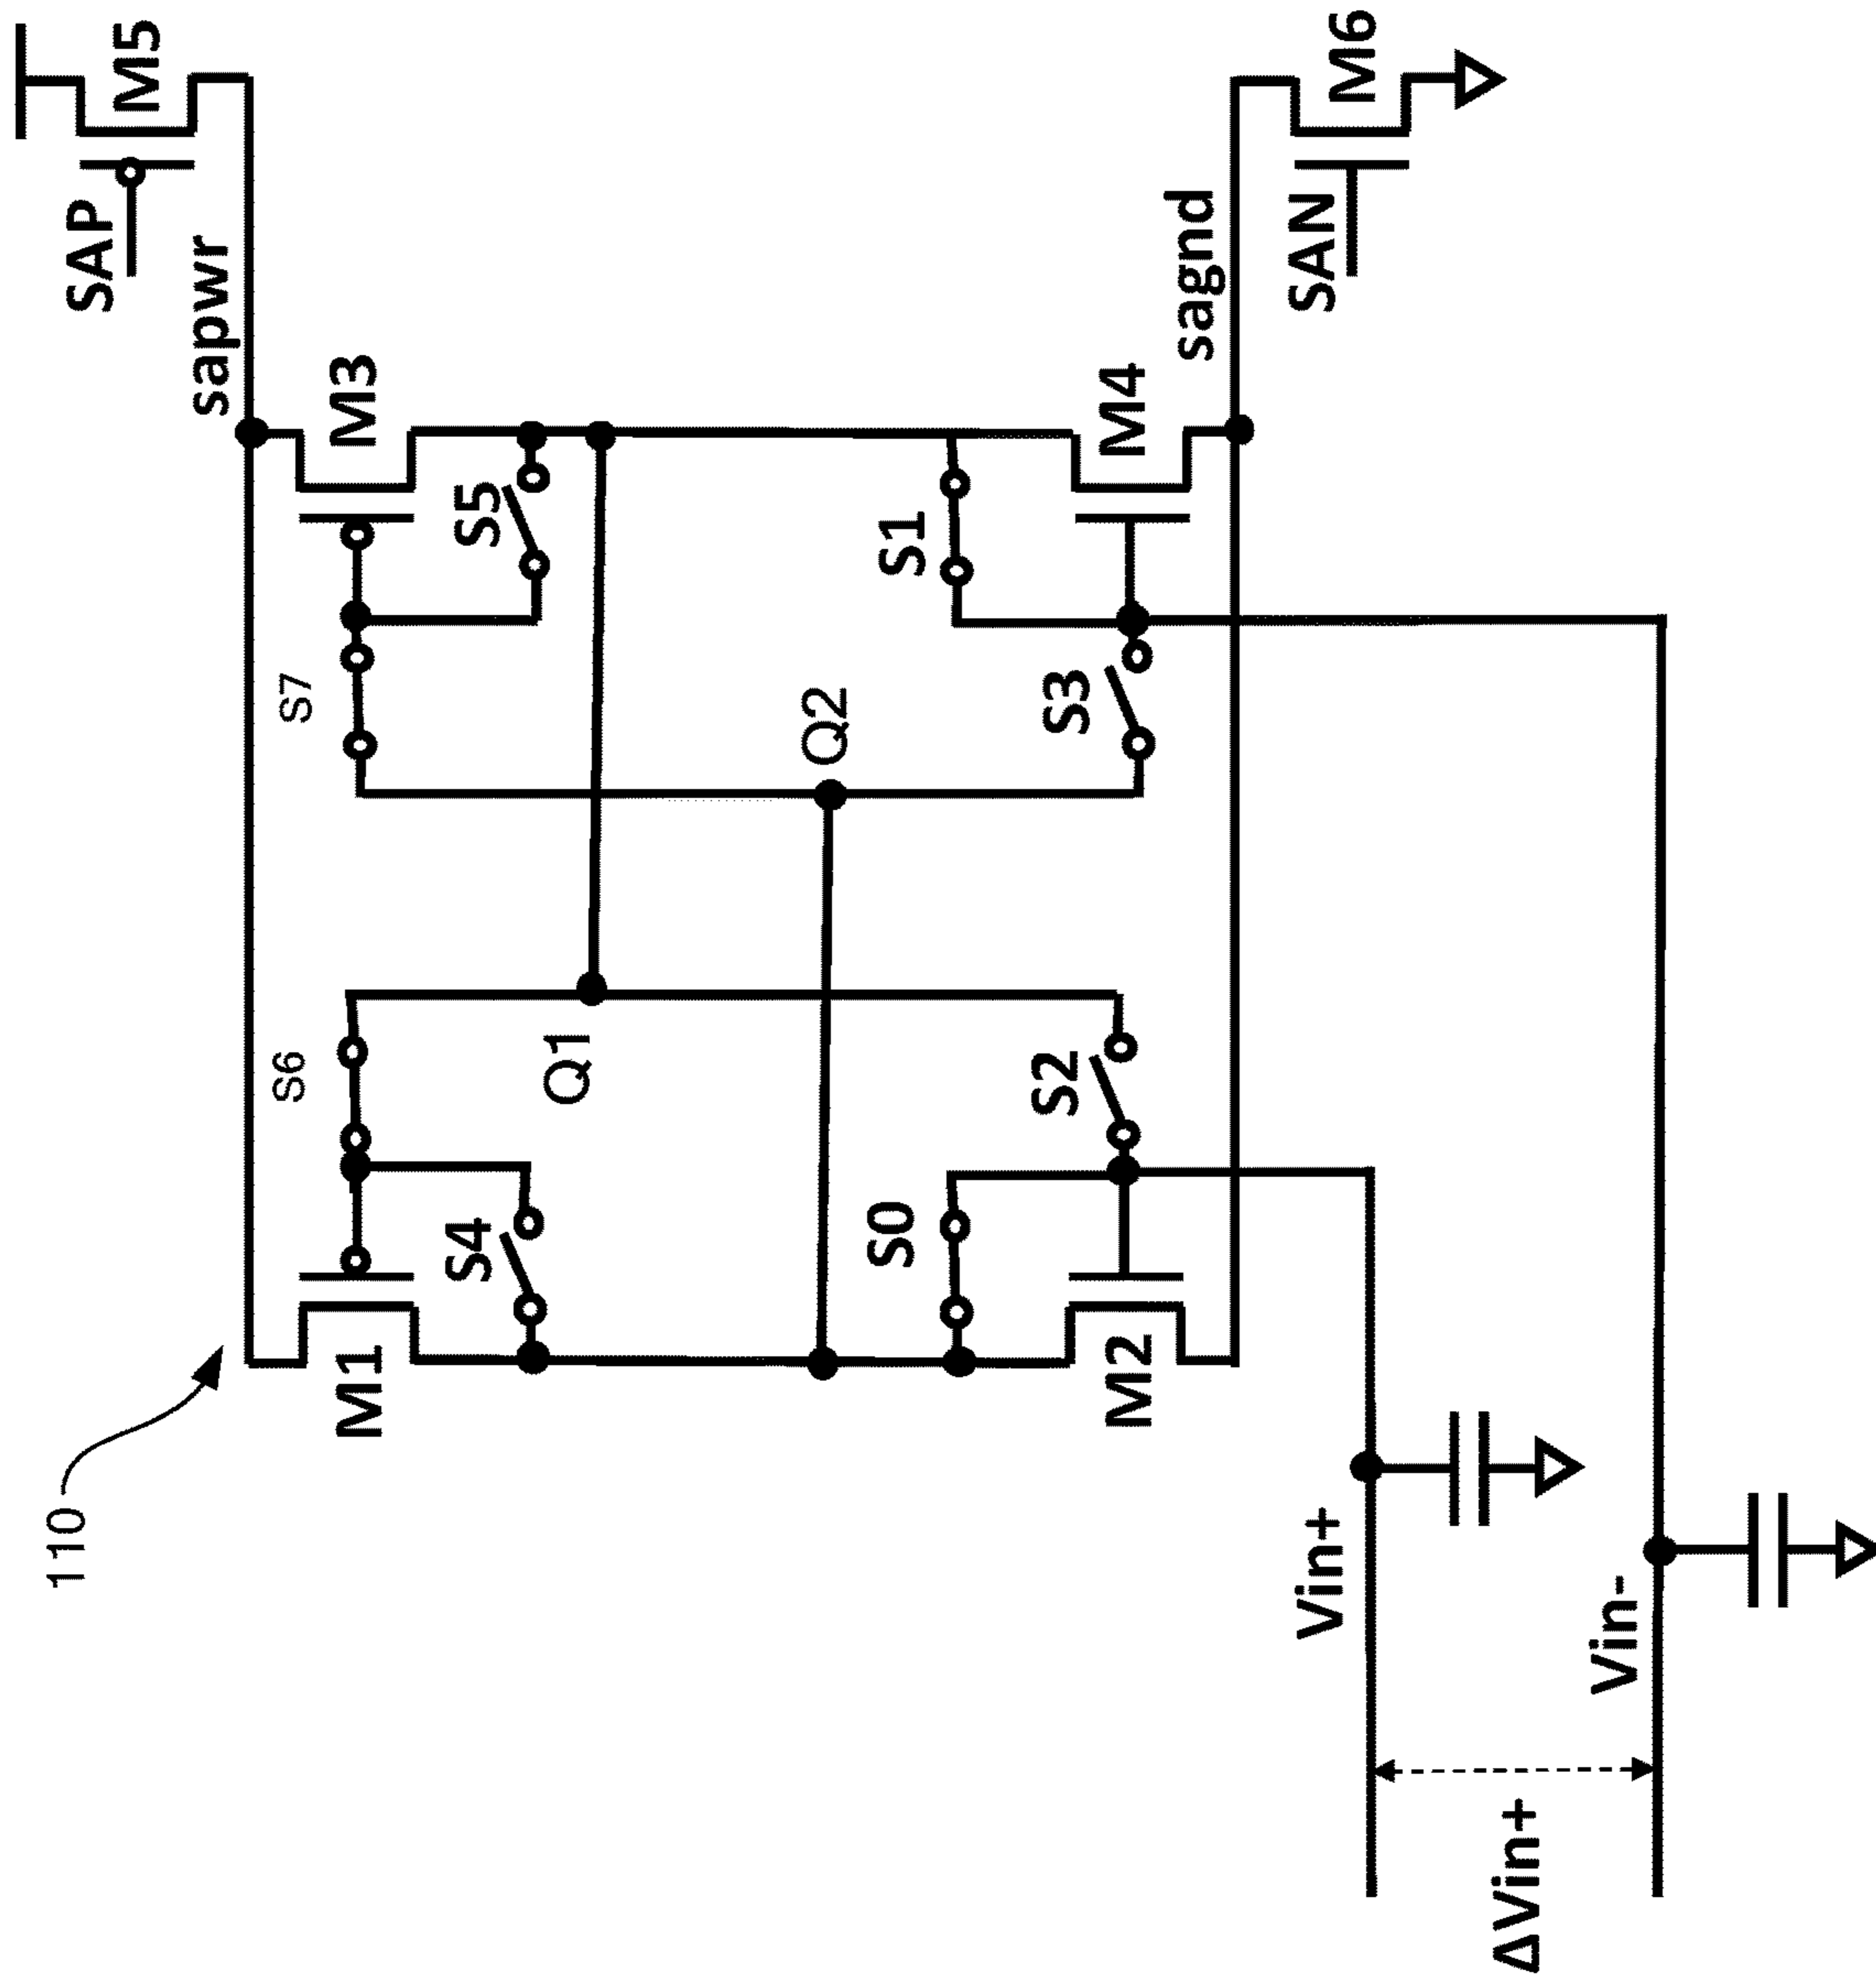 M5
SAP
sapwr
M3
S5
S7
S1
M4
sagnd
M6
SAN
S3
Q2
Q1
S6
S4
S2
S0
M1
M2
110
Vin+
Vin-
ΔVin+